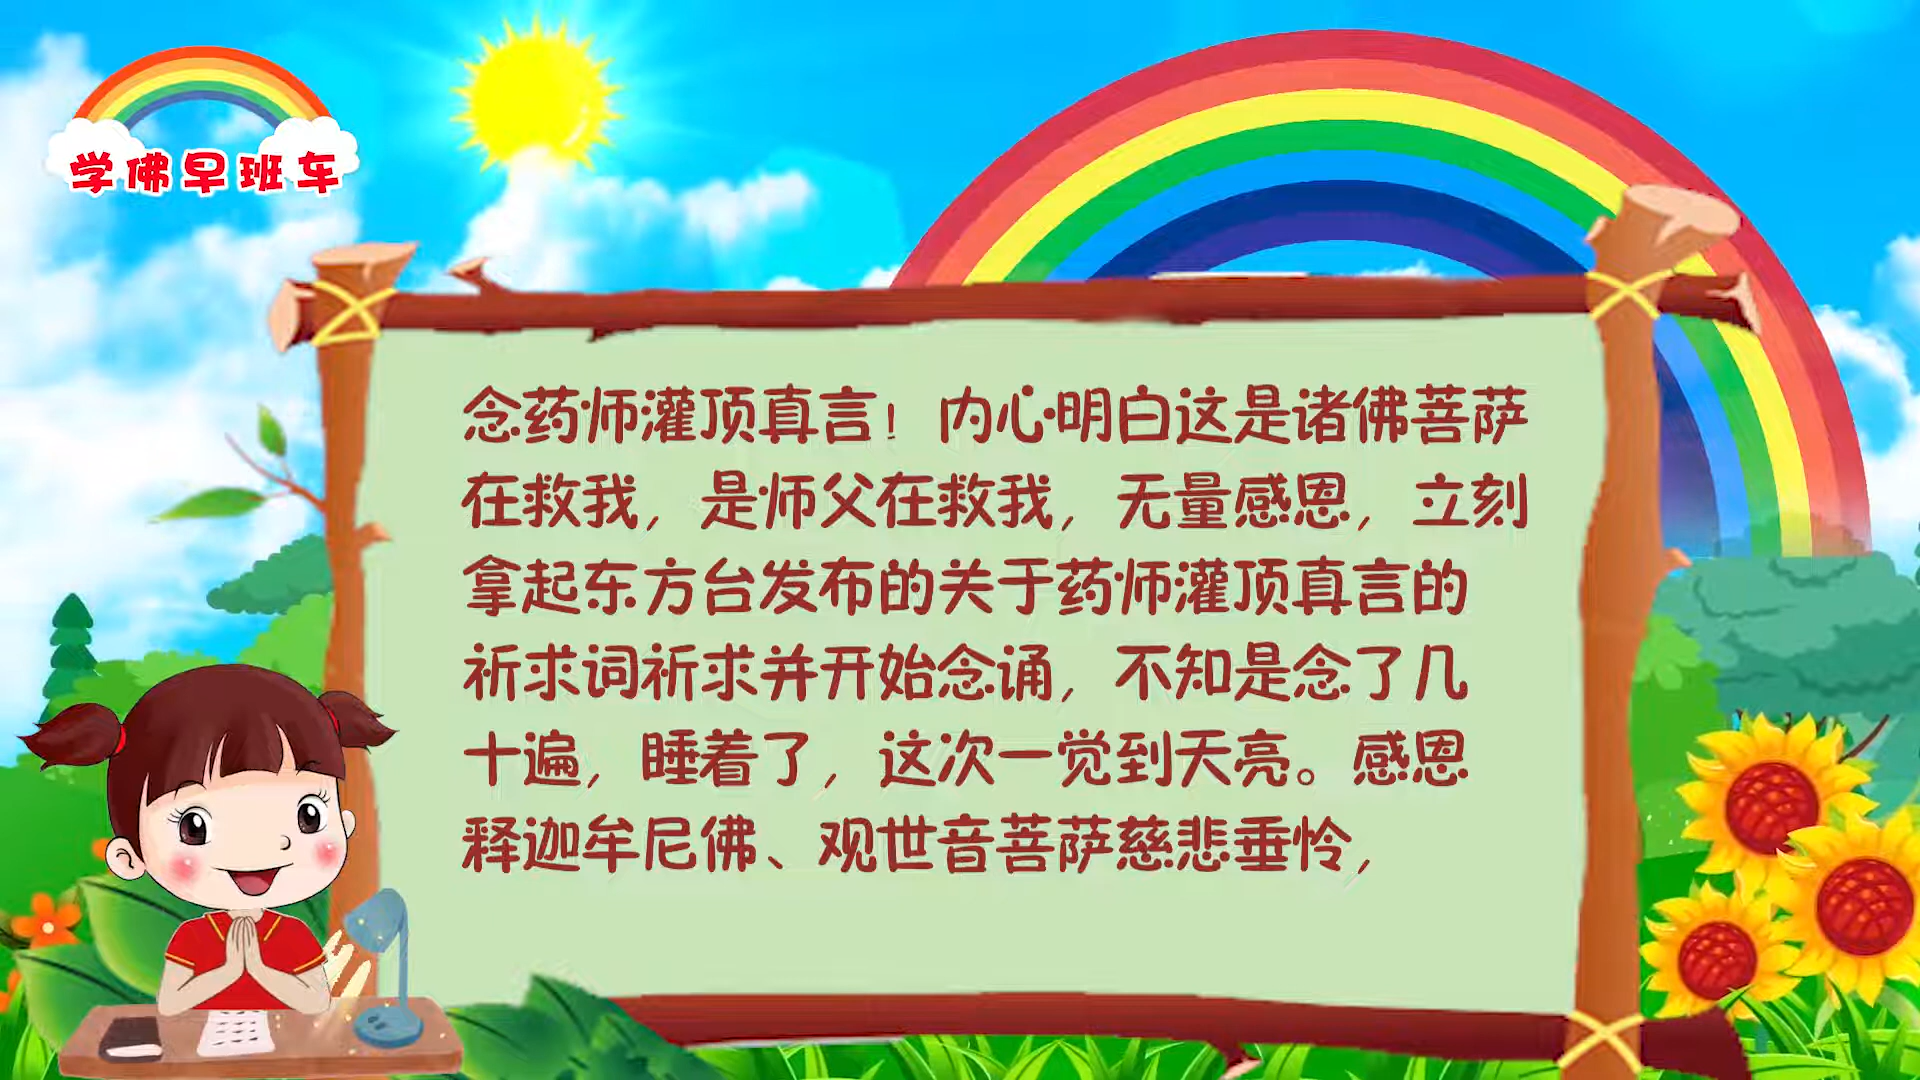 学佛早班车
念药师灌顶真言！内心明白这是诸佛菩萨
在救我，是师父在救我，无量感恩，立刻
拿起东方台发布的关于药师灌顶真言的
祈求词祈求并开始念诵，不知是念了几
十遍，睡着了，这次一觉到天亮。感恩
释迦牟尼佛、观世音菩萨慈悲垂怜，